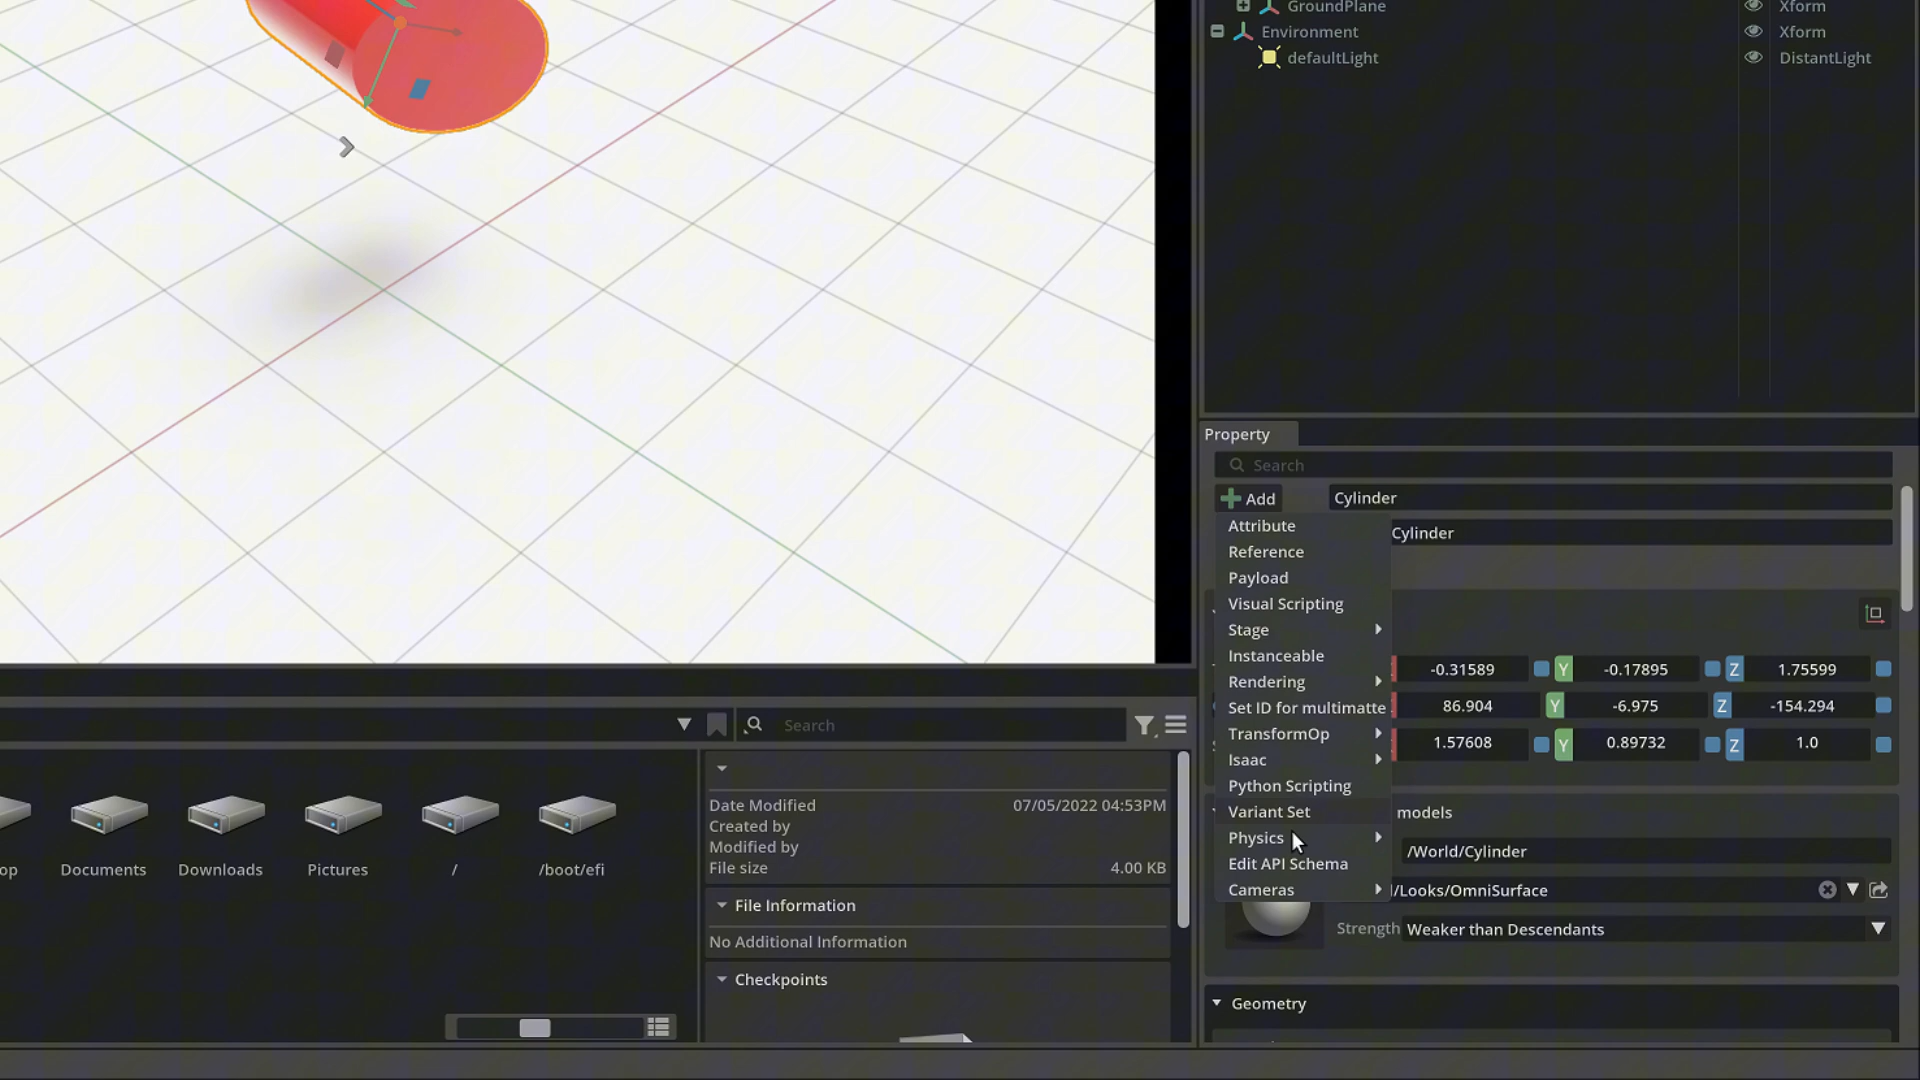 GroundPlane Xform
Environment Xform
defaultLight DistantLight
Property
Search
Add Cylinder
Attribute
Cylinder
Reference
Payload
Visual Scripting
Stage
Instanceable
-0.31589 Y -0.17895 Z 1.75599
Rendering
Set ID for multimatte
86.904 Y -6.975 Z -154.294
TransformOp
1.57608 Y 0.89732 Z 1.0
Isaac
Python Scripting
Variant Set
models
Physics
/World/Cylinder
Edit API Schema
Cameras
/Looks/OmniSurface
Strength Weaker than Descendants
Geometry
Search
Date Modified 07/05/2022 04:53PM
Created by
Modified by
File size 4.00 KB
File Information
No Additional Information
Checkpoints
op Documents Downloads Pictures / /boot/efi